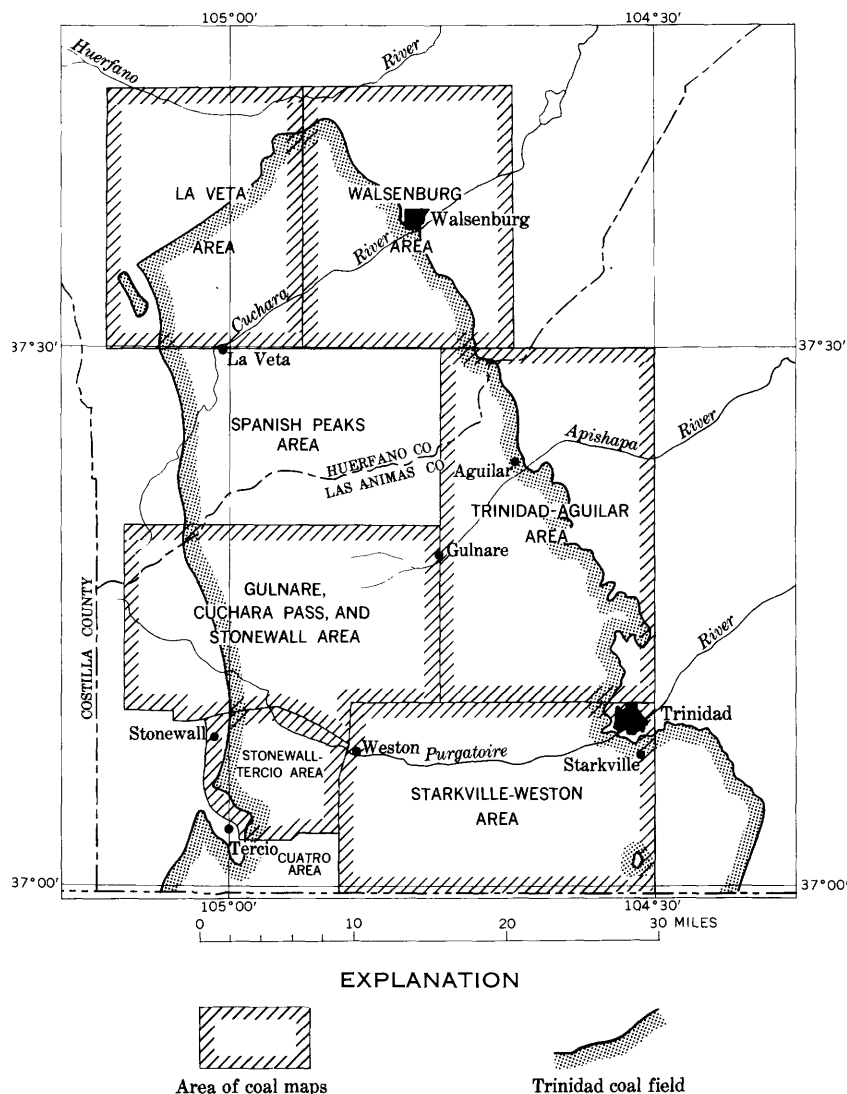 105°00′
104°30′
Huerfano
River
LA VETA
AREA
WALSENBURG
AREA
Walsenburg
River
Cuchara
37°30′
37°30′
La Veta
SPANISH PEAKS
AREA
HUERFANO CO
LAS ANIMAS CO
Apishapa
River
Aguilar
TRINIDAD-AGUILAR
AREA
Gulnare
GULNARE,
CUCHARA PASS, AND
STONEWALL AREA
COSTILLA COUNTY
River
Stonewall
STONEWALL-
TERCIO AREA
Weston
Purgatoire
Trinidad
Starkville
STARKVILLE-WESTON
AREA
Tercio
CUATRO
AREA
37°00′
37°00′
105°00′
104°30′
0 10 20 30 MILES
EXPLANATION
Area of coal maps
Trinidad coal field